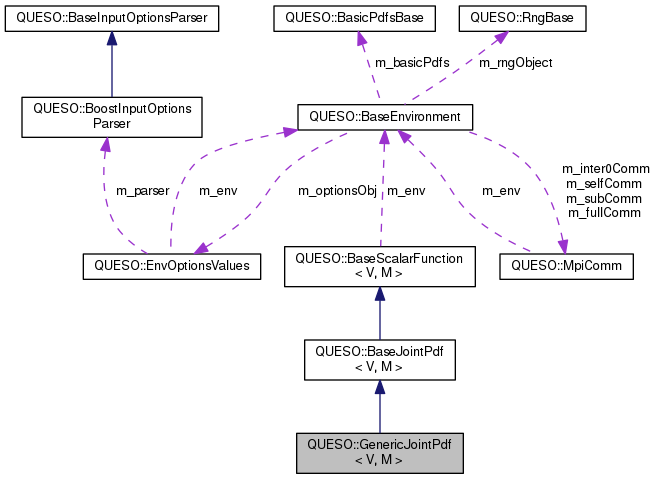 QUESO::BaseInputOptionsParser
QUESO::BasicPdfsBase
QUESO::RngBase
m_basicPdfs
m_rngObject
QUESO::BoostInputOptions
Parser
QUESO::BaseEnvironment
m_parser
m_env
m_optionsObj
m_env
m_env
m_inter0Comm
m_selfComm
m_subComm
m_fullComm
QUESO::EnvOptionsValues
QUESO::BaseScalarFunction
< V, M >
QUESO::MpiComm
QUESO::BaseJointPdf
< V, M >
QUESO::GenericJointPdf
< V, M >